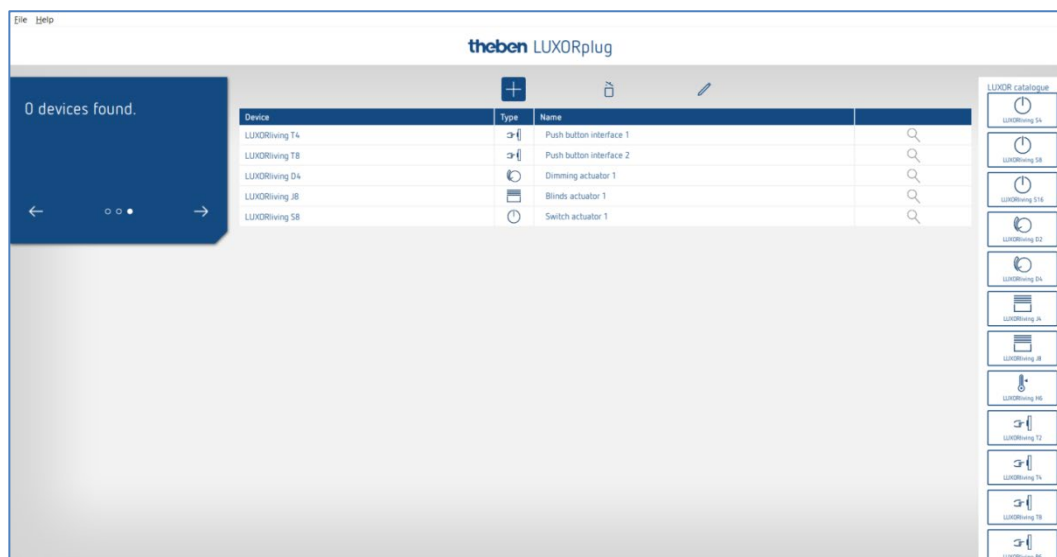 File Help
theben LUXORplug
0 devices found.
Device Type Name
LUXORliving T4 Push button interface 1
LUXORliving T8 Push button interface 2
LUXORliving D4 Dimming actuator 1
LUXORliving J8 Blinds actuator 1
LUXORliving S8 Switch actuator 1
LUXOR catalogue
LUXORliving S4
LUXORliving S8
LUXORliving S16
LUXORliving D2
LUXORliving D4
LUXORliving J4
LUXORliving J8
LUXORliving H6
LUXORliving T2
LUXORliving T4
LUXORliving T8
LUXORliving